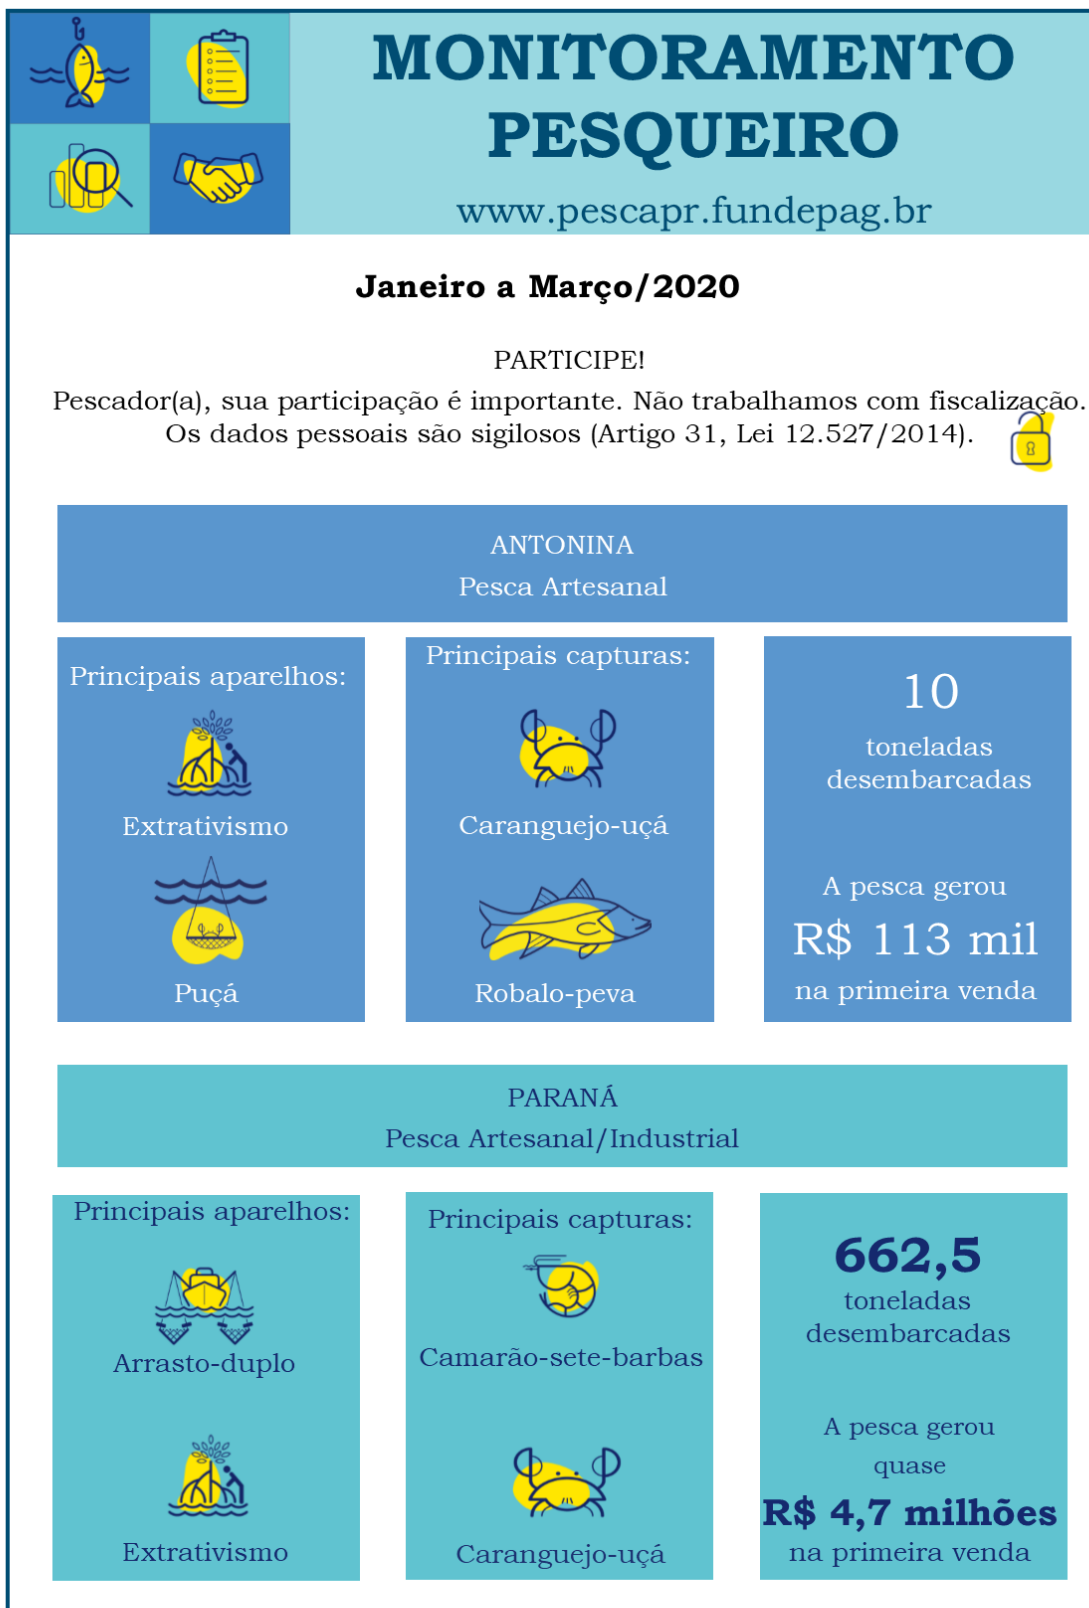 MONITORAMENTO
PESQUEIRO
www.pescapr.fundepag.br
Janeiro a Março/2020
PARTICIPE!
Pescador(a), sua participação é importante. Não trabalhamos com fiscalização.
Os dados pessoais são sigilosos (Artigo 31, Lei 12.527/2014).
ANTONINA
Pesca Artesanal
Principais aparelhos:
Extrativismo
Puçá
Principais capturas:
Caranguejo-uçá
Robalo-peva
10
toneladas
desembarcadas
A pesca gerou
R$ 113 mil
na primeira venda
PARANÁ
Pesca Artesanal/Industrial
Principais aparelhos:
Arrasto-duplo
Extrativismo
Principais capturas:
Camarão-sete-barbas
Caranguejo-uçá
662,5
toneladas
desembarcadas
A pesca gerou
quase
R$ 4,7 milhões
na primeira venda